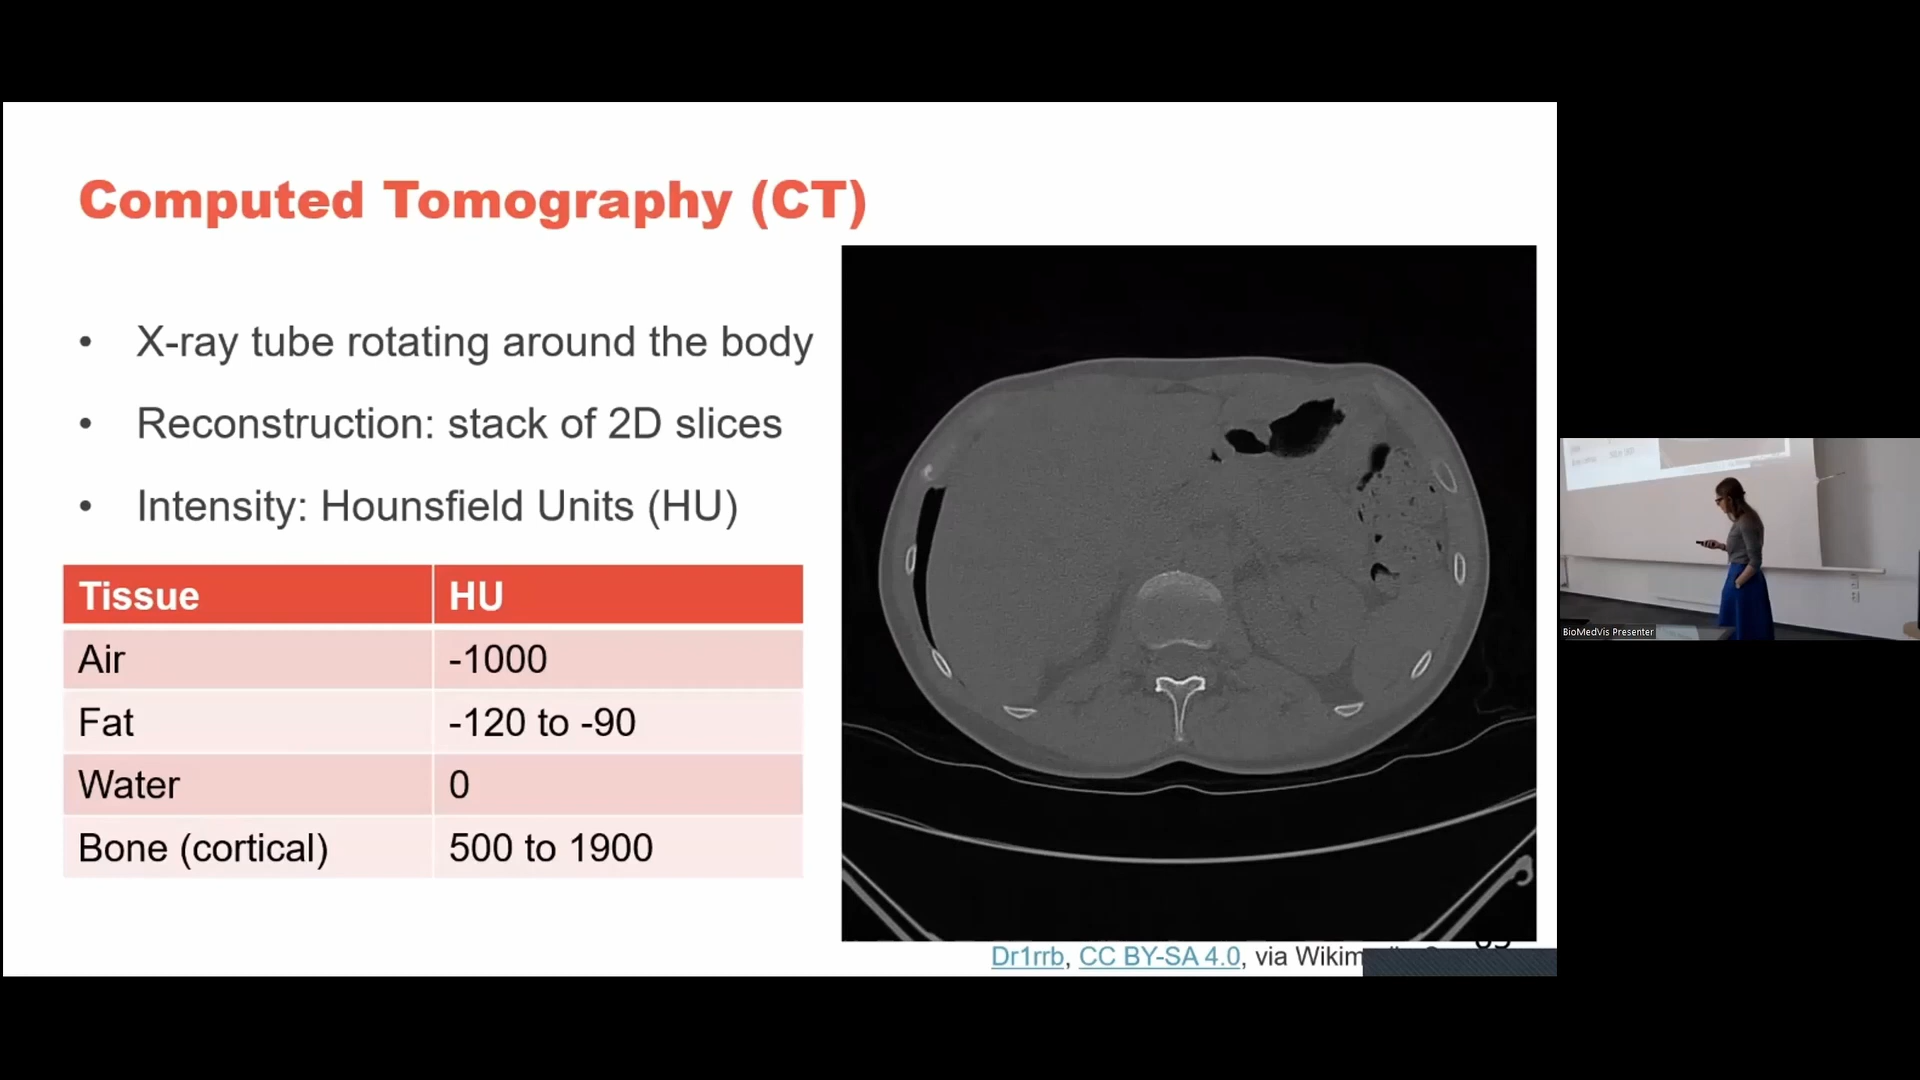 Computed Tomography (CT)
• X-ray tube rotating around the body
• Reconstruction: stack of 2D slices
• Intensity: Hounsfield Units (HU)
Tissue HU
Air -1000
Fat -120 to -90
Water 0
Bone (cortical) 500 to 1900
Dr1rrb, CC BY-SA 4.0, via
BioMedVis Presenter